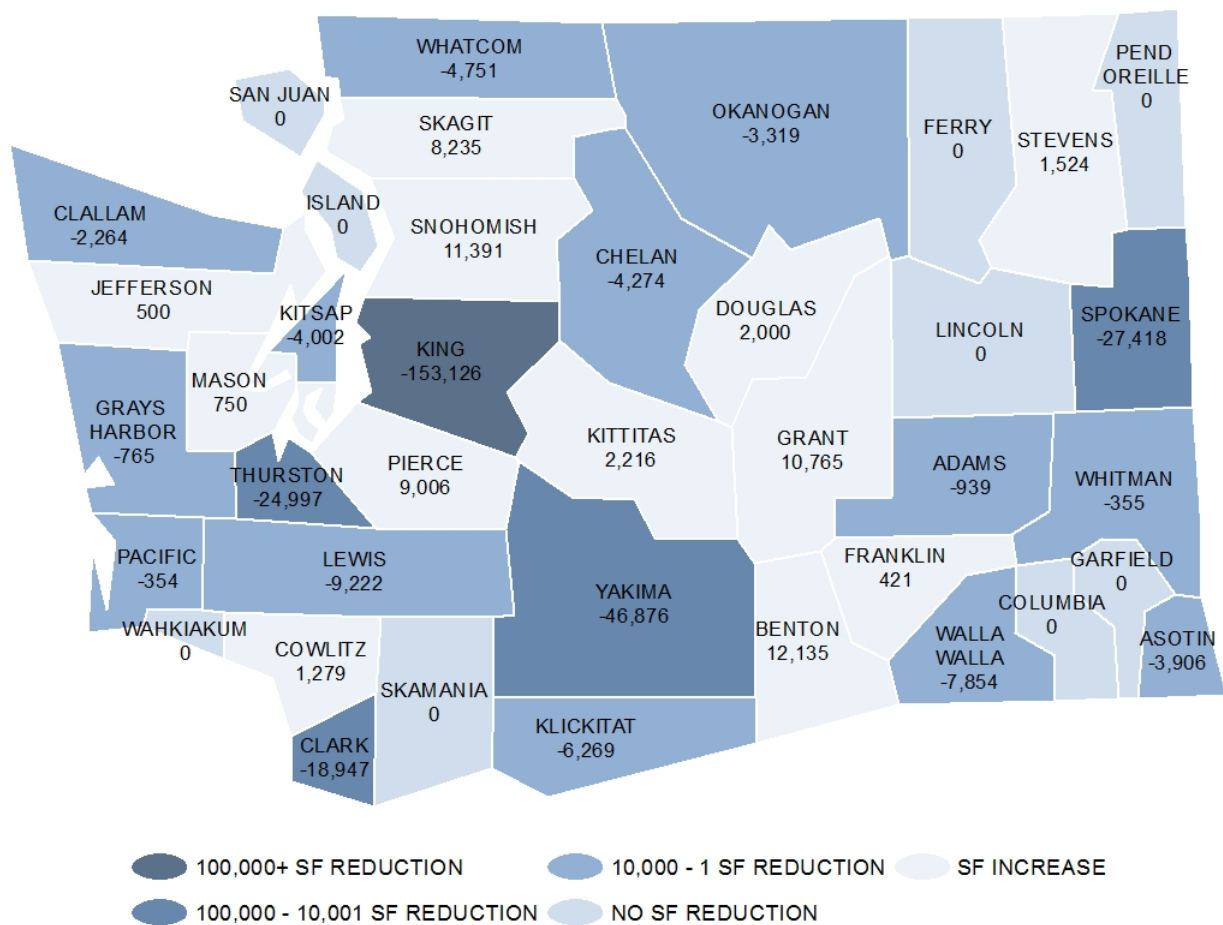 WHATCOM
-4,751
SAN JUAN
0
SKAGIT
8,235
OKANOGAN
-3,319
FERRY
0
STEVENS
1,524
PEND
OREILLE
0
CLALLAM
-2,264
ISLAND
0
SNOHOMISH
11,391
CHELAN
-4,274
JEFFERSON
500
KITSAP
-4,002
DOUGLAS
2,000
LINCOLN
0
SPOKANE
-27,418
KING
-153,126
MASON
750
GRAYS
HARBOR
-765
KITTITAS
2,216
GRANT
10,765
THURSTON
-24,997
PIERCE
9,006
ADAMS
-939
WHITMAN
-355
PACIFIC
-354
LEWIS
-9,222
YAKIMA
-46,876
FRANKLIN
421
GARFIELD
0
COLUMBIA
0
WAHKIAKUM
0
COWLITZ
1,279
BENTON
12,135
WALLA
WALLA
-7,854
ASOTIN
-3,906
SKAMANIA
0
CLARK
-18,947
KLICKITAT
-6,269
100,000+ SF REDUCTION
10,000 - 1 SF REDUCTION
SF INCREASE
100,000 - 10,001 SF REDUCTION
NO SF REDUCTION